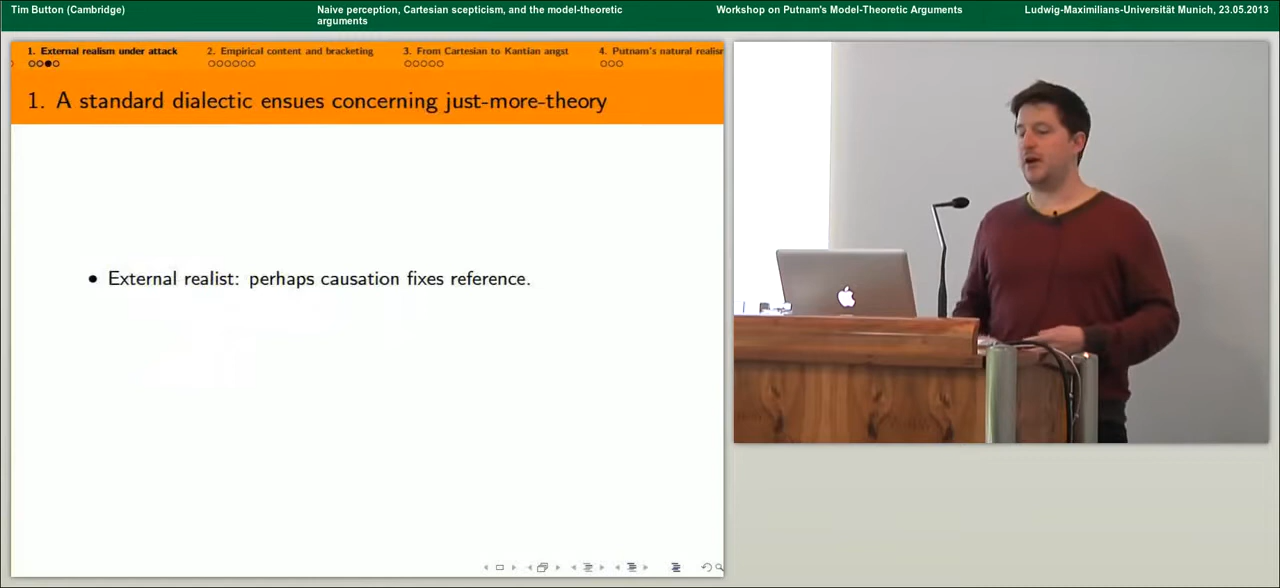 Tim Button (Cambridge)
Naive perception, Cartesian scepticism, and the model-theoretic
arguments
Workshop on Putnam's Model-Theoretic Arguments
Ludwig-Maximilians-Universität Munich, 23.05.2013
1. External realism under attack
2. Empirical content and bracketing
3. From Cartesian to Kantian angst
4. Putnam's natural realism
1. A standard dialectic ensues concerning just-more-theory
• External realist: perhaps causation fixes reference.